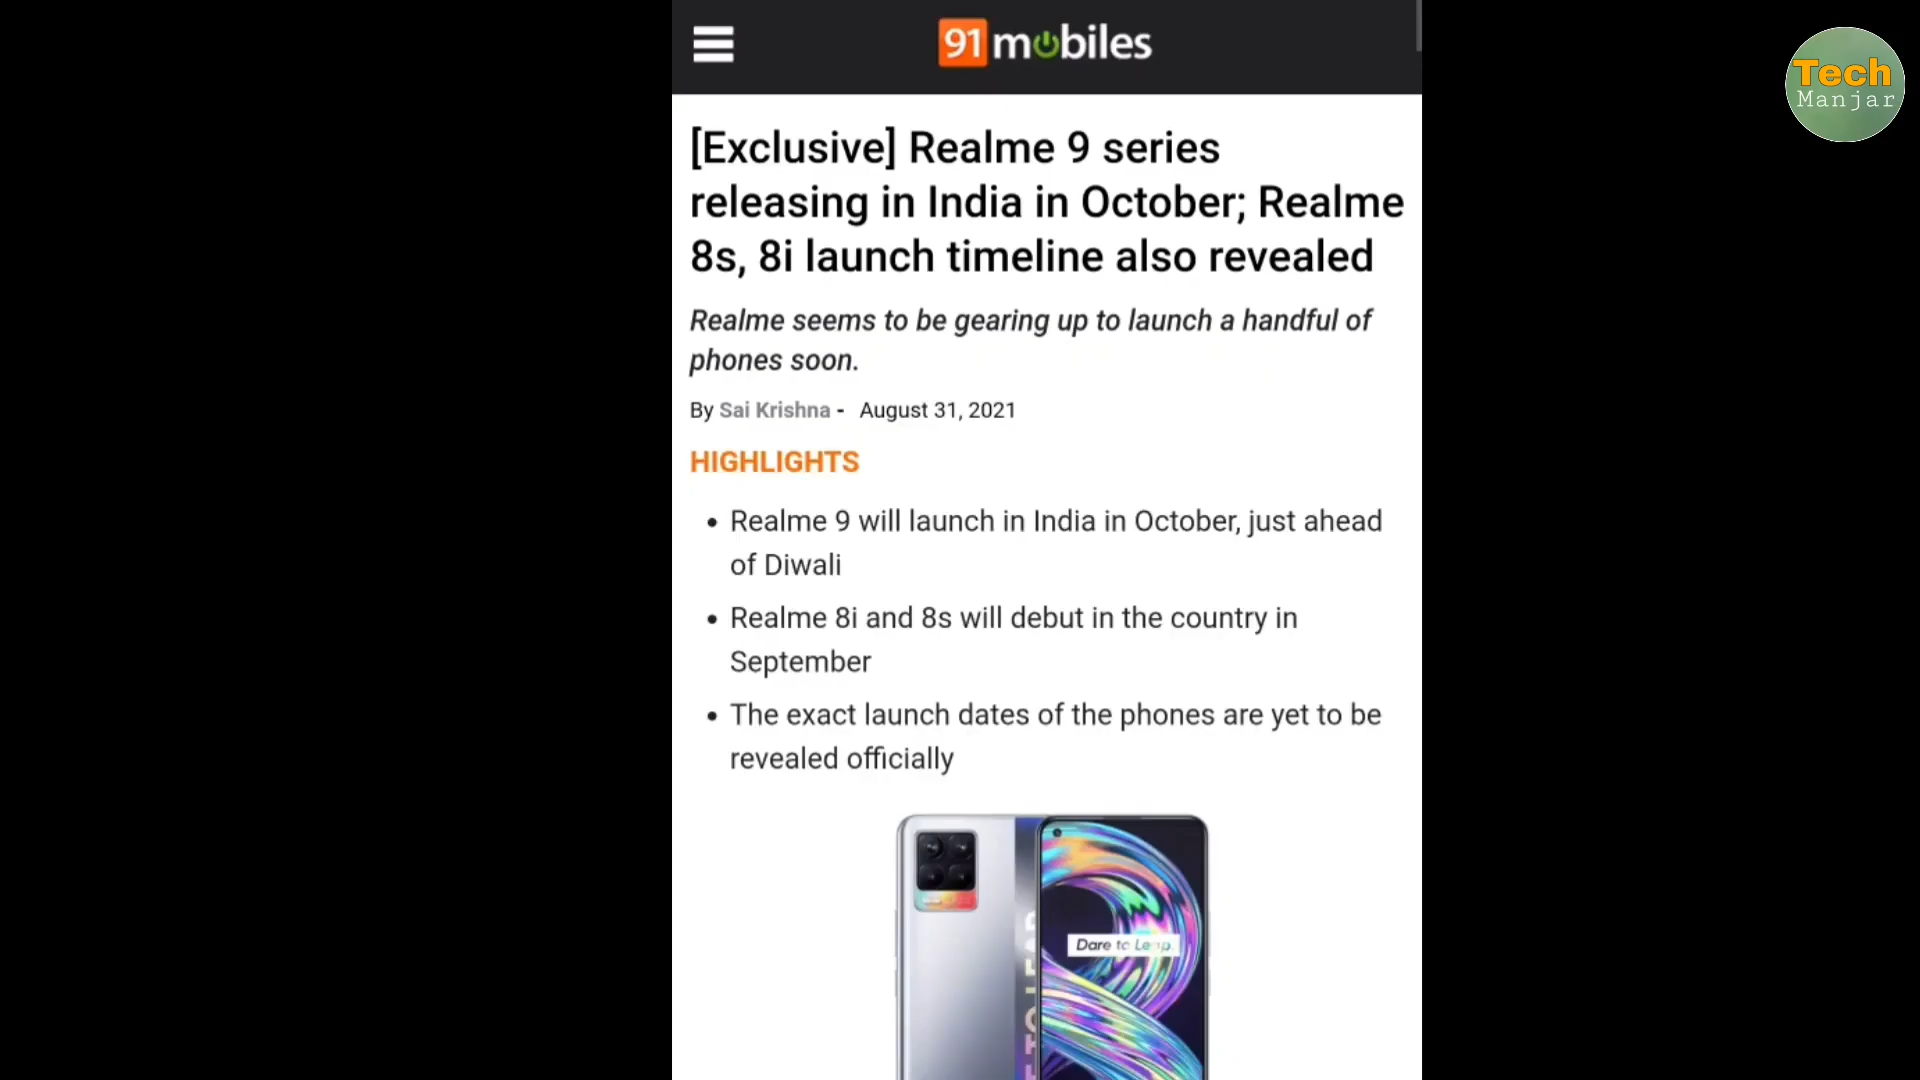 91mobiles
Tech
Manjar
[Exclusive] Realme 9 series
releasing in India in October; Realme
8s, 8i launch timeline also revealed
Realme seems to be gearing up to launch a handful of
phones soon.
By Sai Krishna - August 31, 2021
HIGHLIGHTS
• Realme 9 will launch in India in October, just ahead
of Diwali
• Realme 8i and 8s will debut in the country in
September
• The exact launch dates of the phones are yet to be
revealed officially
Dare to Leap.